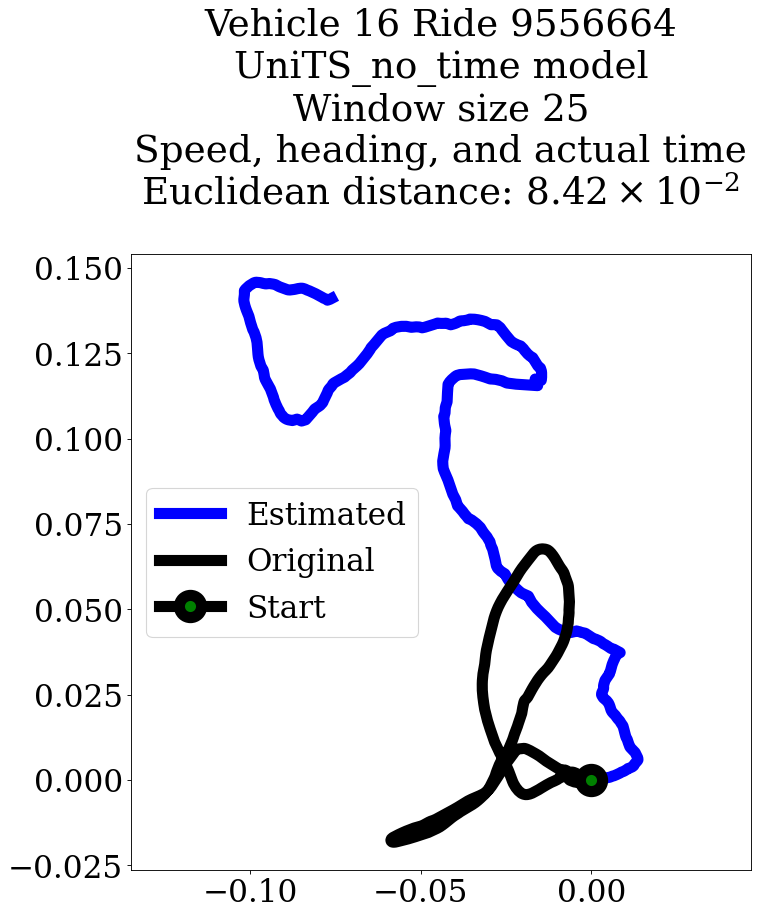 Vehicle 16 Ride 9556664
UniTS_no_time model
Window size 25
Speed, heading, and actual time
Euclidean distance: 8.42 × 10⁻²
0.150
0.125
0.100
0.075
0.050
0.025
0.000
−0.025
Estimated
Original
Start
−0.10
−0.05
0.00